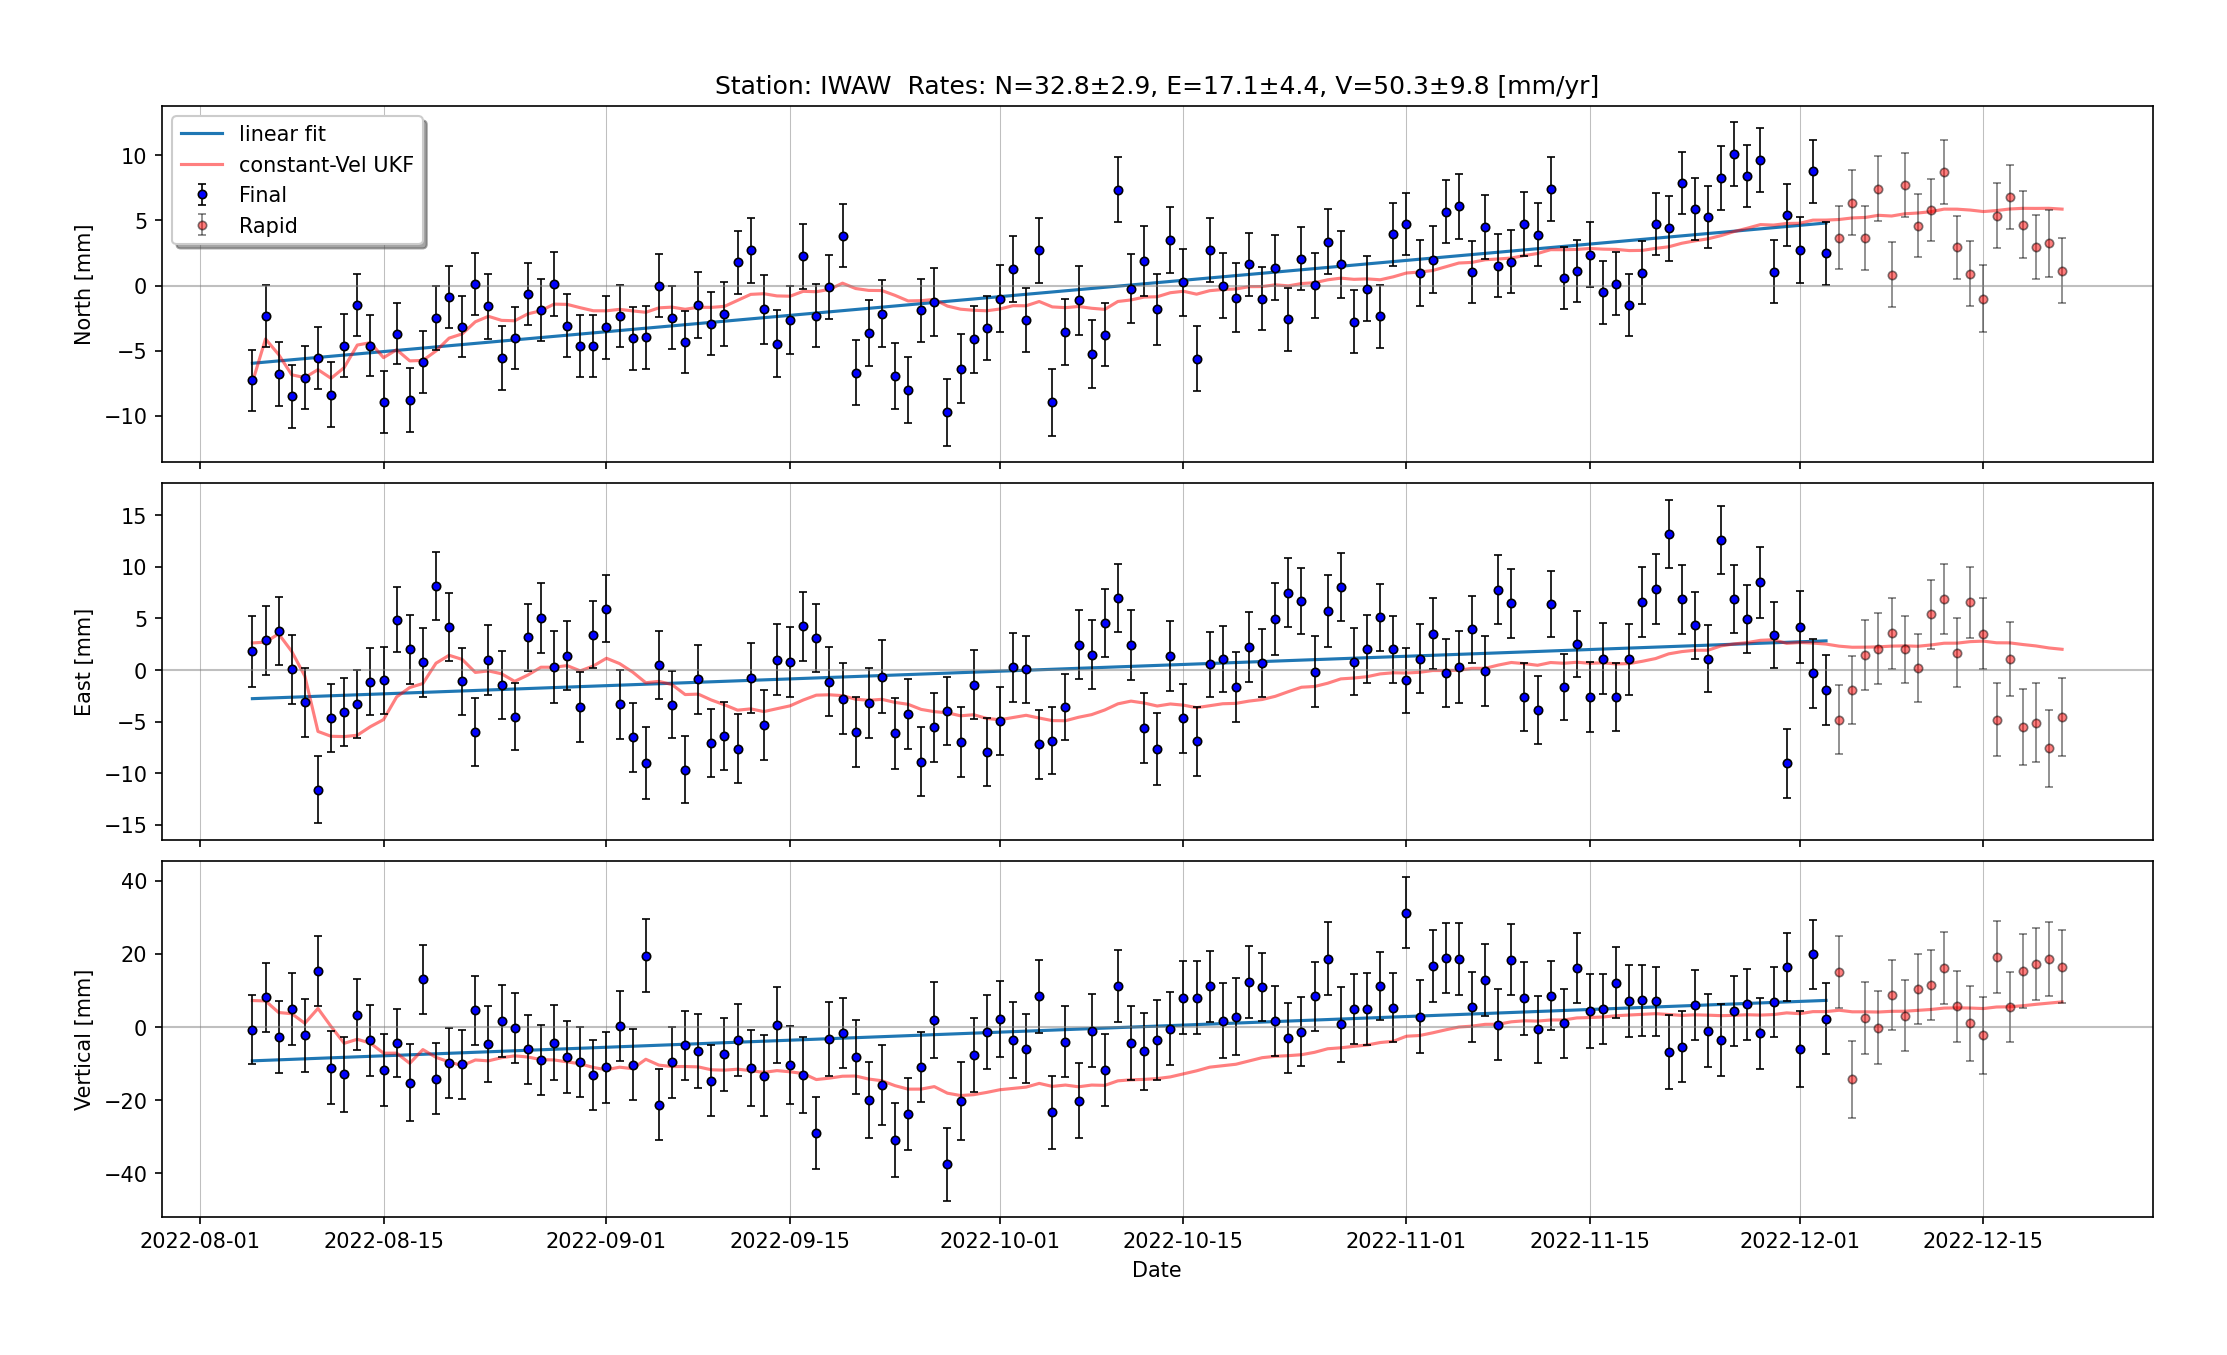 Station: IWAW  Rates: N=32.8±2.9, E=17.1±4.4, V=50.3±9.8 [mm/yr]
linear fit
constant-Vel UKF
Final
Rapid
North [mm]
10
5
0
−5
−10
East [mm]
15
10
5
0
−5
−10
−15
Vertical [mm]
40
20
0
−20
−40
2022-08-01 2022-08-15 2022-09-01 2022-09-15 2022-10-01 2022-10-15 2022-11-01 2022-11-15 2022-12-01 2022-12-15
Date